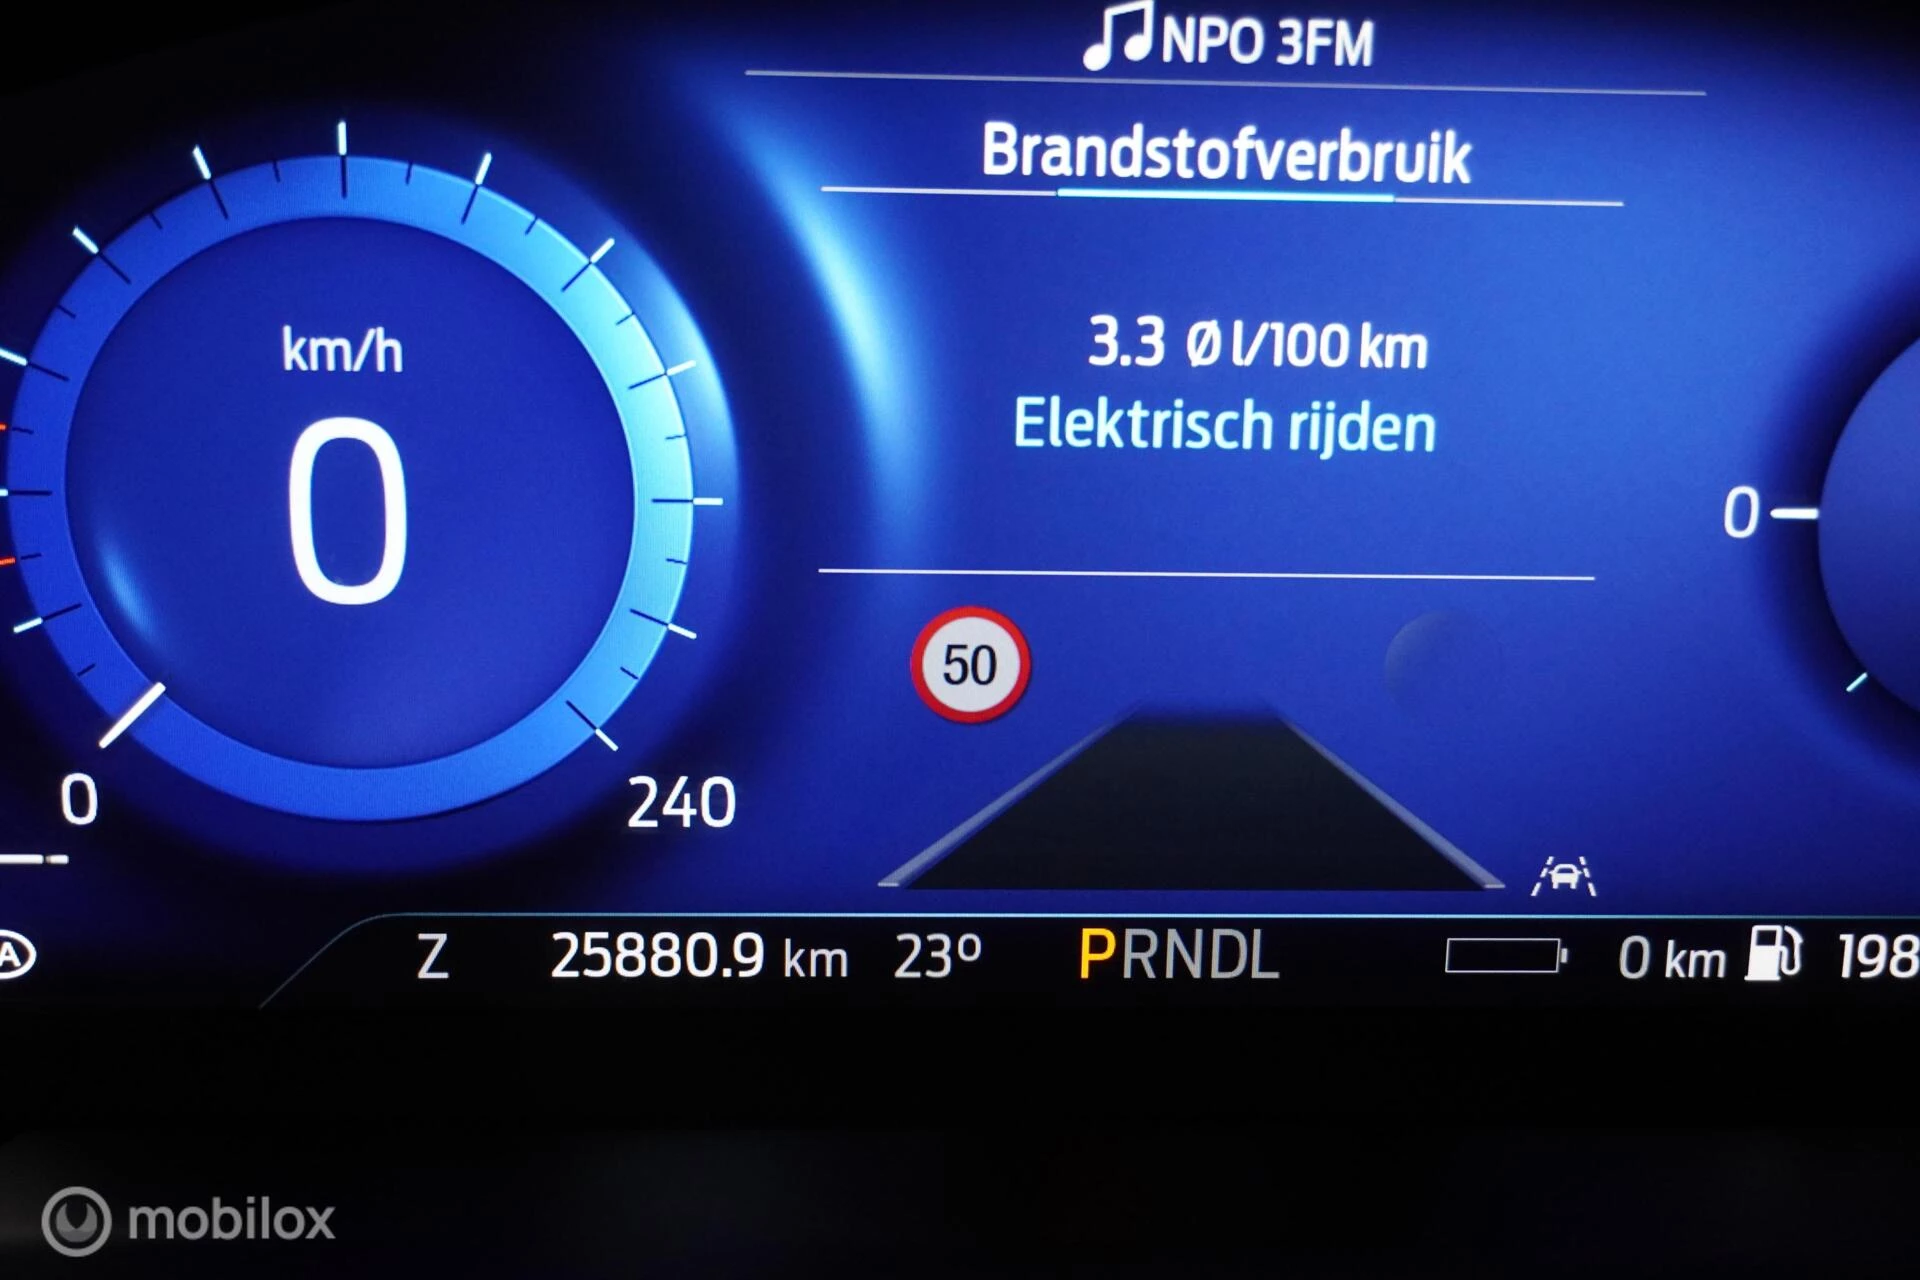 NPO 3FM
Brandstofverbruik
km/h
0
3.3 Ø l/100 km
Elektrisch rijden
0
50
0
240
A
Z 25880.9 km 23º PRNDL 0 km 198
mobilox